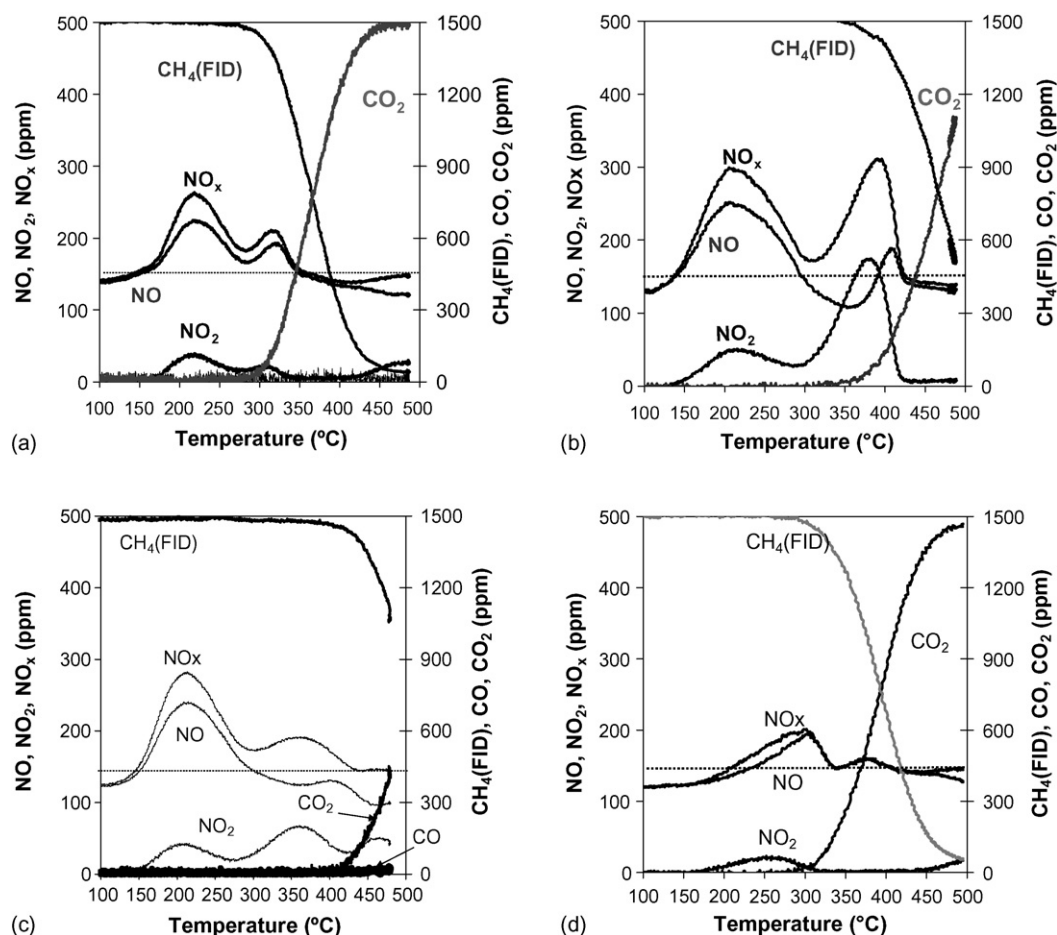 500
400
300
200
100
0
NO, NO₂, NOₓ (ppm)
CH₄(FID)
CO₂
NOₓ
NO
NO₂
1500
1200
900
600
300
0
CH₄(FID), CO, CO₂ (ppm)
100 150 200 250 300 350 400 450 500
Temperature (ºC)
(a)
500
400
300
200
100
0
NO, NO₂, NOx (ppm)
CH₄(FID)
CO₂
NOₓ
NO
NO₂
1500
1200
900
600
300
0
CH₄(FID), CO, CO₂ (ppm)
100 150 200 250 300 350 400 450 500
Temperature (ºC)
(b)
500
400
300
200
100
0
NO, NO₂, NOₓ (ppm)
CH₄(FID)
NOx
NO
CO₂
NO₂
CO
1500
1200
900
600
300
0
CH₄(FID), CO, CO₂ (ppm)
100 150 200 250 300 350 400 450 500
Temperature (ºC)
(c)
500
400
300
200
100
0
NO, NO₂, NOₓ (ppm)
CH₄(FID)
CO₂
NOx
NO
NO₂
1500
1200
900
600
300
0
CH₄(FID), CO, CO₂ (ppm)
100 150 200 250 300 350 400 450 500
Temperature (°C)
(d)